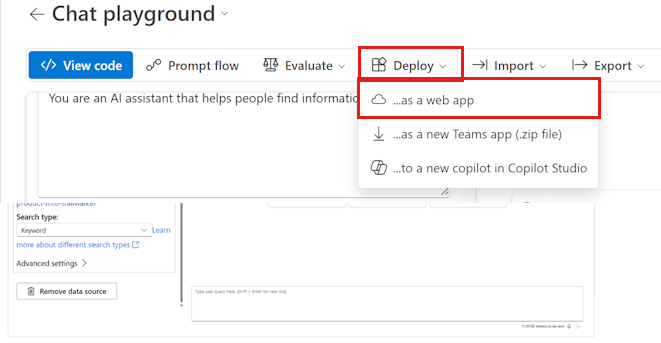 Chat playground
View code
Prompt flow
Evaluate
Deploy
Import
Export
You are an AI assistant that helps people find informatio
...as a web app
...as a new Teams app (.zip file)
...to a new copilot in Copilot Studio
product-info-trailwalker
Search type:
Keyword
Learn
more about different search types
Advanced settings
Remove data source
Type user query here. (Shift + Enter for new line)
tokens to be sent